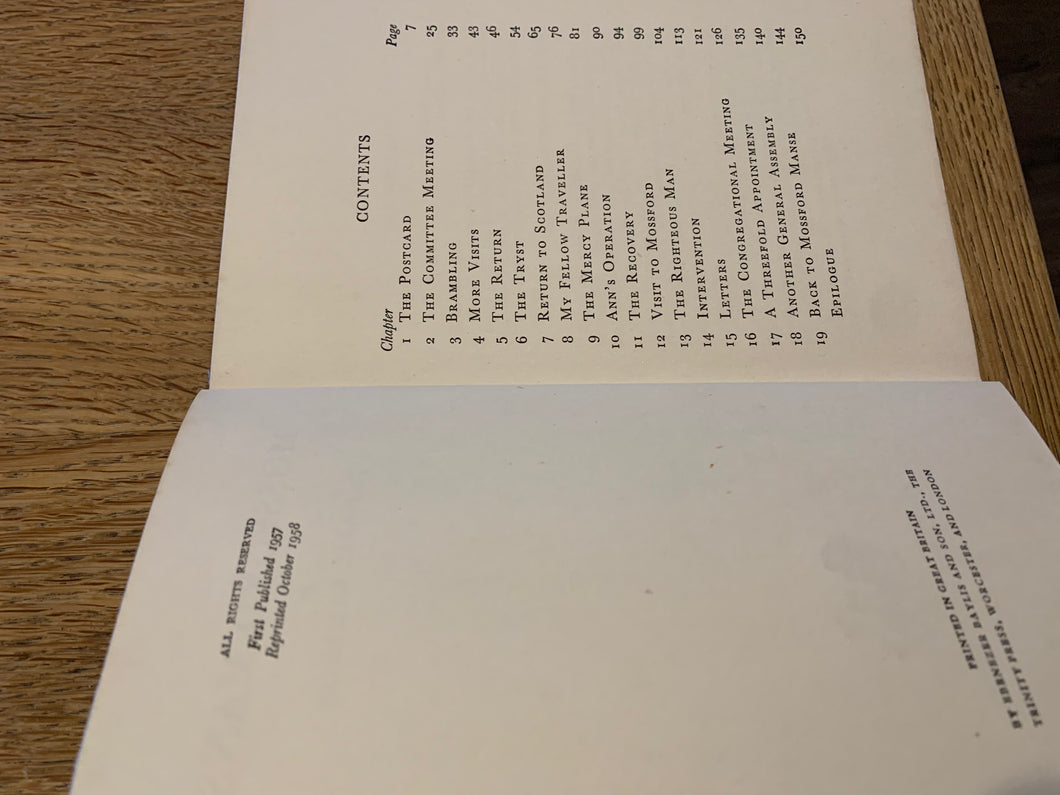 ALL RIGHTS RESERVED
First Published 1957
Reprinted October 1958
PRINTED IN GREAT BRITAIN
BY EBENEZER BAYLIS AND SON, LTD., THE
TRINITY PRESS, WORCESTER, AND LONDON
CONTENTS
Chapter Page
1 The Postcard 7
2 The Committee Meeting 25
3 Brambling 33
4 More Visits 43
5 The Return 46
6 The Tryst 54
7 Return to Scotland 65
8 My Fellow Traveller 76
9 The Mercy Plane 81
10 Ann's Operation 90
11 The Recovery 94
12 Visit to Mossford 99
13 The Righteous Man 104
14 Intervention 113
15 Letters 121
16 The Congregational Meeting 126
17 A Threefold Appointment 135
18 Another General Assembly 140
19 Back to Mossford Manse 144
Epilogue 150